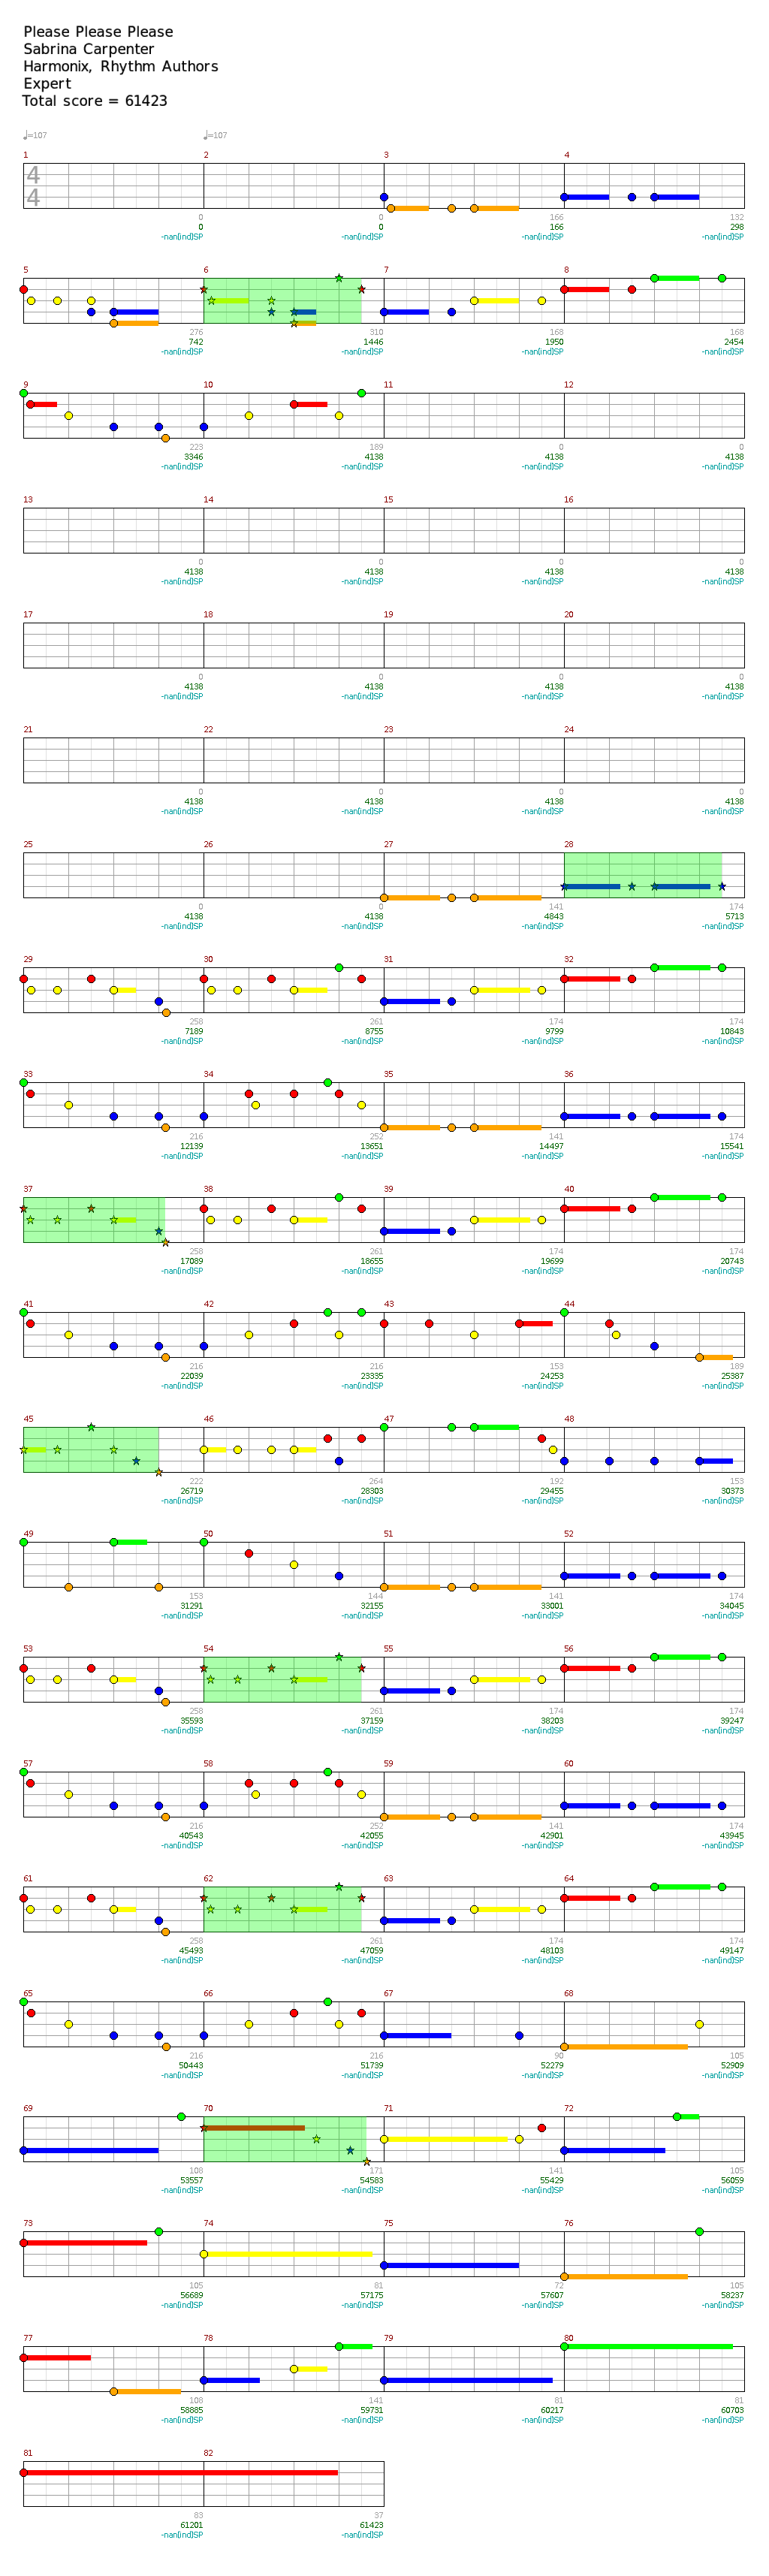 Please Please Please
Sabrina Carpenter
Harmonix, Rhythm Authors
Expert
Total score = 61423
♩=107 ♩=107
1 2 3 4
4
4
0 0 166 132
0 0 166 298
-nan(ind)SP -nan(ind)SP -nan(ind)SP -nan(ind)SP
5 6 7 8
276 310 168 168
742 1446 1950 2454
-nan(ind)SP -nan(ind)SP -nan(ind)SP -nan(ind)SP
9 10 11 12
223 189 0 0
3346 4138 4138 4138
-nan(ind)SP -nan(ind)SP -nan(ind)SP -nan(ind)SP
13 14 15 16
0 0 0 0
4138 4138 4138 4138
-nan(ind)SP -nan(ind)SP -nan(ind)SP -nan(ind)SP
17 18 19 20
0 0 0 0
4138 4138 4138 4138
-nan(ind)SP -nan(ind)SP -nan(ind)SP -nan(ind)SP
21 22 23 24
0 0 0 0
4138 4138 4138 4138
-nan(ind)SP -nan(ind)SP -nan(ind)SP -nan(ind)SP
25 26 27 28
0 0 141 174
4138 4138 4843 5713
-nan(ind)SP -nan(ind)SP -nan(ind)SP -nan(ind)SP
29 30 31 32
258 261 174 174
7189 8755 9799 10843
-nan(ind)SP -nan(ind)SP -nan(ind)SP -nan(ind)SP
33 34 35 36
216 252 141 174
12139 13651 14497 15541
-nan(ind)SP -nan(ind)SP -nan(ind)SP -nan(ind)SP
37 38 39 40
258 261 174 174
17089 18655 19699 20743
-nan(ind)SP -nan(ind)SP -nan(ind)SP -nan(ind)SP
41 42 43 44
216 216 153 189
22039 23335 24253 25387
-nan(ind)SP -nan(ind)SP -nan(ind)SP -nan(ind)SP
45 46 47 48
222 264 192 153
26719 28303 29455 30373
-nan(ind)SP -nan(ind)SP -nan(ind)SP -nan(ind)SP
49 50 51 52
153 144 141 174
31291 32155 33001 34045
-nan(ind)SP -nan(ind)SP -nan(ind)SP -nan(ind)SP
53 54 55 56
258 261 174 174
35593 37159 38203 39247
-nan(ind)SP -nan(ind)SP -nan(ind)SP -nan(ind)SP
57 58 59 60
216 252 141 174
40543 42055 42901 43945
-nan(ind)SP -nan(ind)SP -nan(ind)SP -nan(ind)SP
61 62 63 64
258 261 174 174
45493 47059 48103 49147
-nan(ind)SP -nan(ind)SP -nan(ind)SP -nan(ind)SP
65 66 67 68
216 216 90 105
50443 51739 52279 52909
-nan(ind)SP -nan(ind)SP -nan(ind)SP -nan(ind)SP
69 70 71 72
108 171 141 105
53557 54583 55429 56059
-nan(ind)SP -nan(ind)SP -nan(ind)SP -nan(ind)SP
73 74 75 76
105 81 72 105
56689 57175 57607 58237
-nan(ind)SP -nan(ind)SP -nan(ind)SP -nan(ind)SP
77 78 79 80
108 141 81 81
58885 59731 60217 60703
-nan(ind)SP -nan(ind)SP -nan(ind)SP -nan(ind)SP
81 82
83 37
61201 61423
-nan(ind)SP -nan(ind)SP